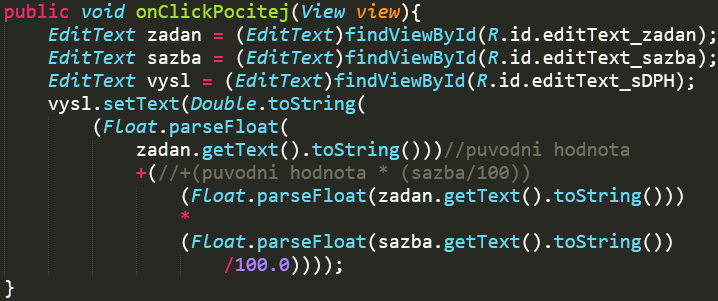 public void onClickPocitej(View view){
    EditText zadan = (EditText)findViewById(R.id.editText_zadan);
    EditText sazba = (EditText)findViewById(R.id.editText_sazba);
    EditText vysl = (EditText)findViewById(R.id.editText_sDPH);
    vysl.setText(Double.toString(
        (Float.parseFloat(
            zadan.getText().toString()))//puvodni hodnota
            +(//+(puvodni hodnota * (sazba/100))
                (Float.parseFloat(zadan.getText().toString()))
                *
                (Float.parseFloat(sazba.getText().toString())
                    /100.0))));
}